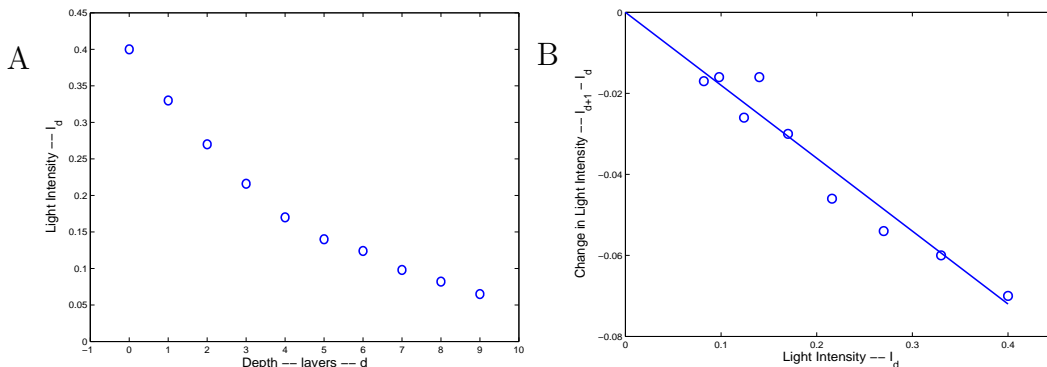 A
0.45
0.4
0.35
0.3
0.25
0.2
0.15
0.1
0.05
0
−1 0 1 2 3 4 5 6 7 8 9 10
Light Intensity −− I_d
Depth −− layers −− d
B
0
−0.02
−0.04
−0.06
−0.08
0 0.1 0.2 0.3 0.4
Change in Light Intensity −− I_{d+1} − I_d
Light Intensity −− I_d